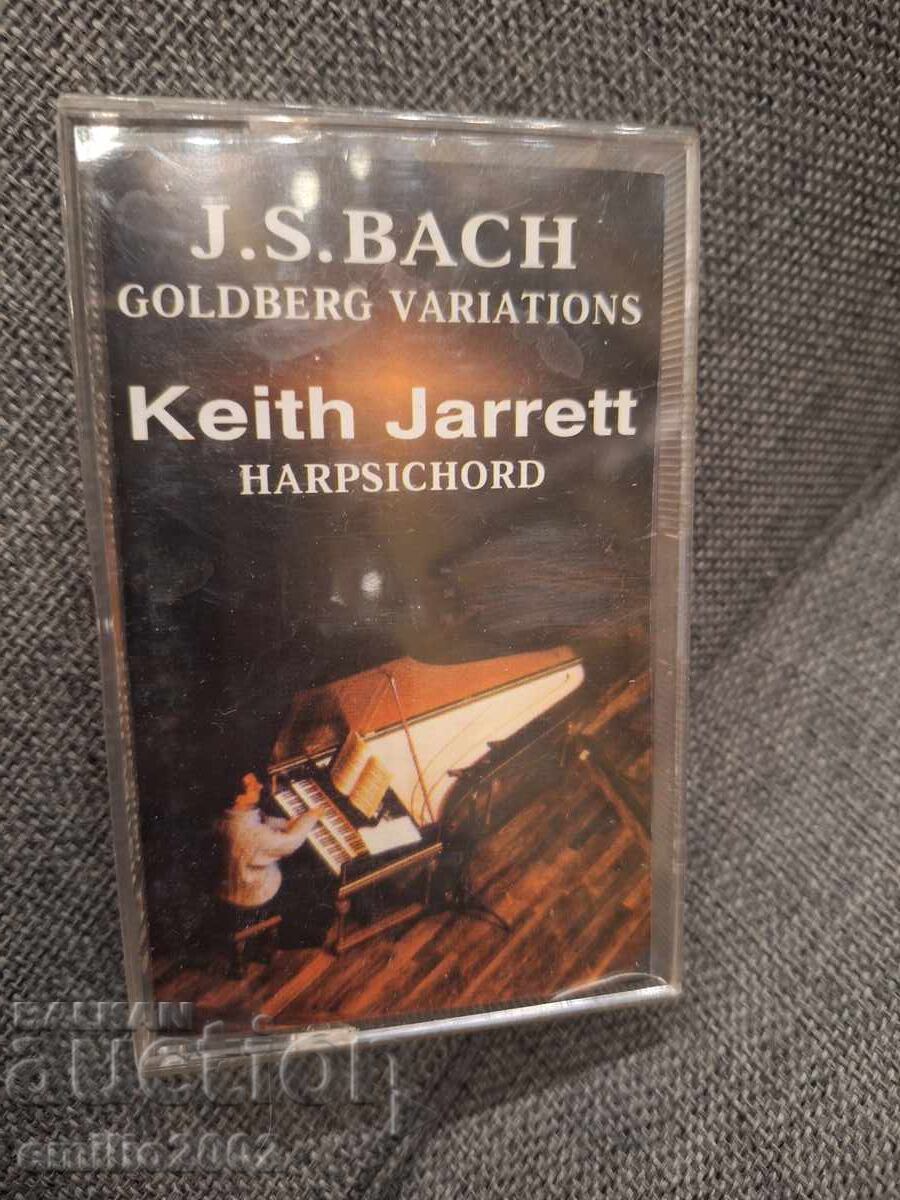 J.S.BACH
GOLDBERG VARIATIONS
Keith Jarrett
HARPSICHORD
BALKAN
auction
emilio2002